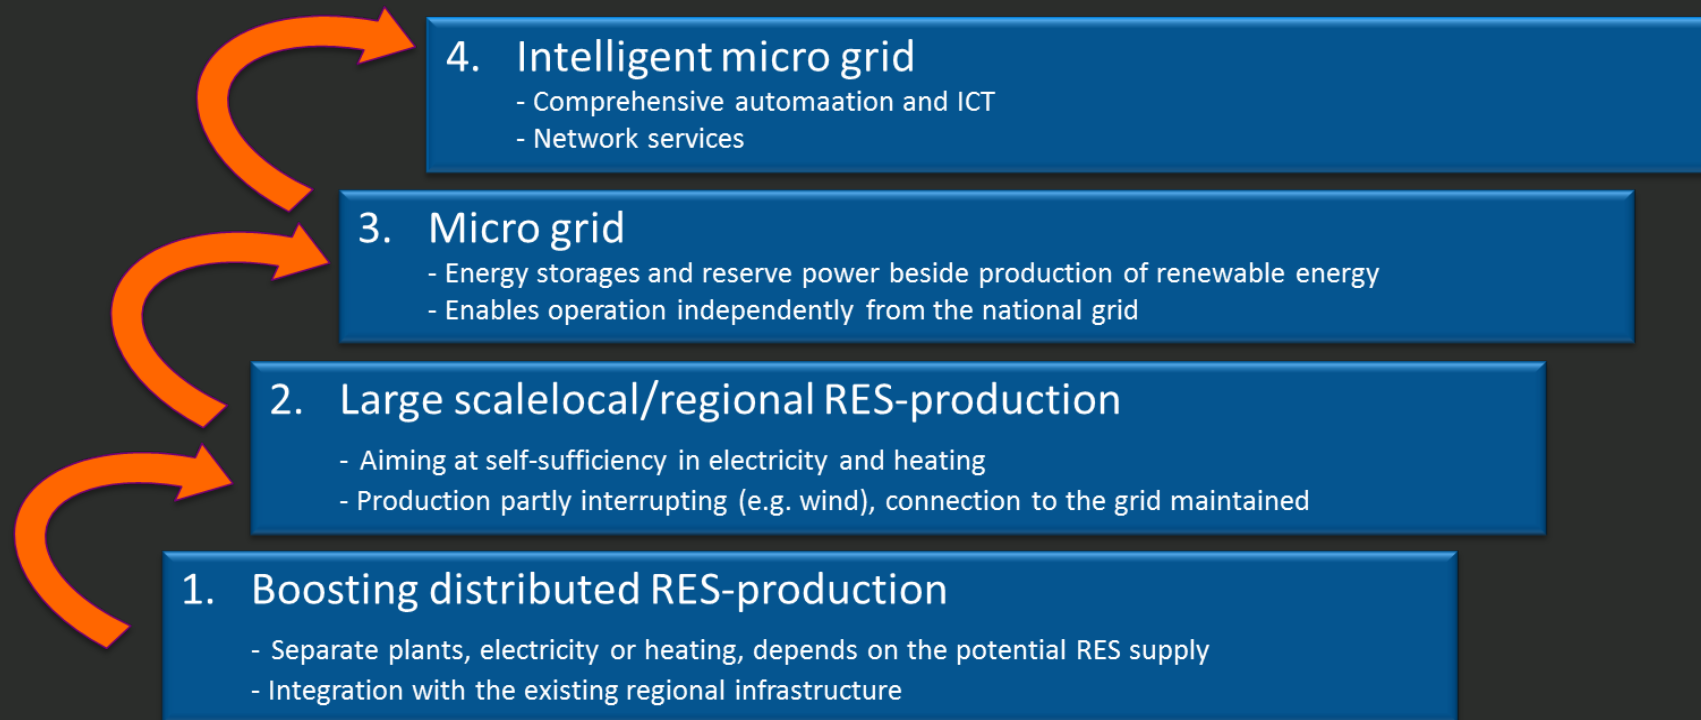 4. Intelligent micro grid
- Comprehensive automaation and ICT
- Network services
3. Micro grid
- Energy storages and reserve power beside production of renewable energy
- Enables operation independently from the national grid
2. Large scalelocal/regional RES-production
- Aiming at self-sufficiency in electricity and heating
- Production partly interrupting (e.g. wind), connection to the grid maintained
1. Boosting distributed RES-production
- Separate plants, electricity or heating, depends on the potential RES supply
- Integration with the existing regional infrastructure